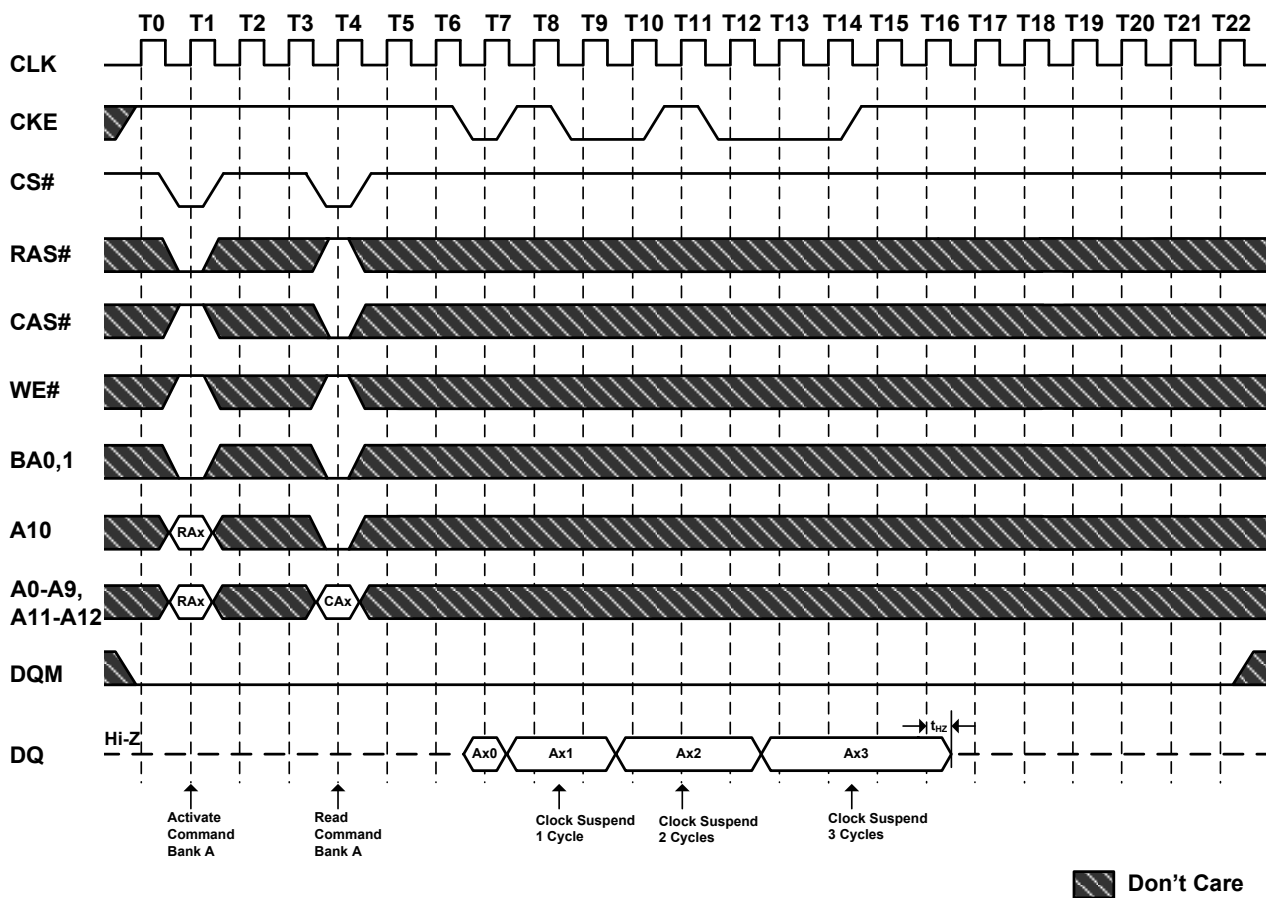 T0 T1 T2 T3 T4 T5 T6 T7 T8 T9 T10 T11 T12 T13 T14 T15 T16 T17 T18 T19 T20 T21 T22
CLK
CKE
CS#
RAS#
CAS#
WE#
BA0,1
A10
RAx
A0-A9,
A11-A12
RAx
CAx
DQM
DQ
Hi-Z
Ax0
Ax1
Ax2
Ax3
tHZ
Activate
Command
Bank A
Read
Command
Bank A
Clock Suspend
1 Cycle
Clock Suspend
2 Cycles
Clock Suspend
3 Cycles
Don't Care